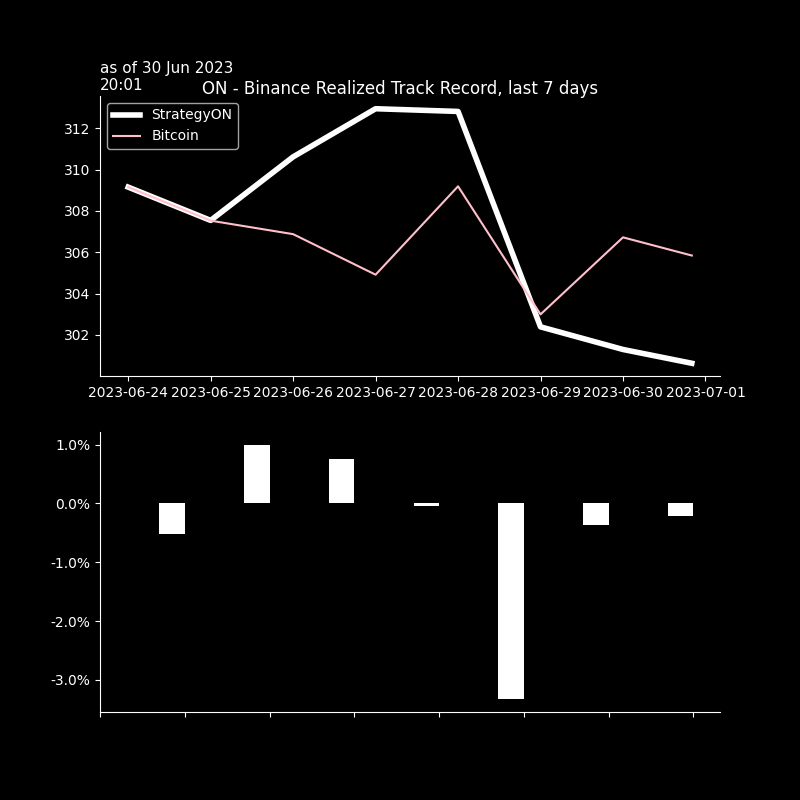 as of 30 Jun 2023
20:01
ON - Binance Realized Track Record, last 7 days
StrategyON
Bitcoin
312
310
308
306
304
302
2023-06-24 2023-06-25 2023-06-26 2023-06-27 2023-06-28 2023-06-29 2023-06-30 2023-07-01
1.0%
0.0%
-1.0%
-2.0%
-3.0%